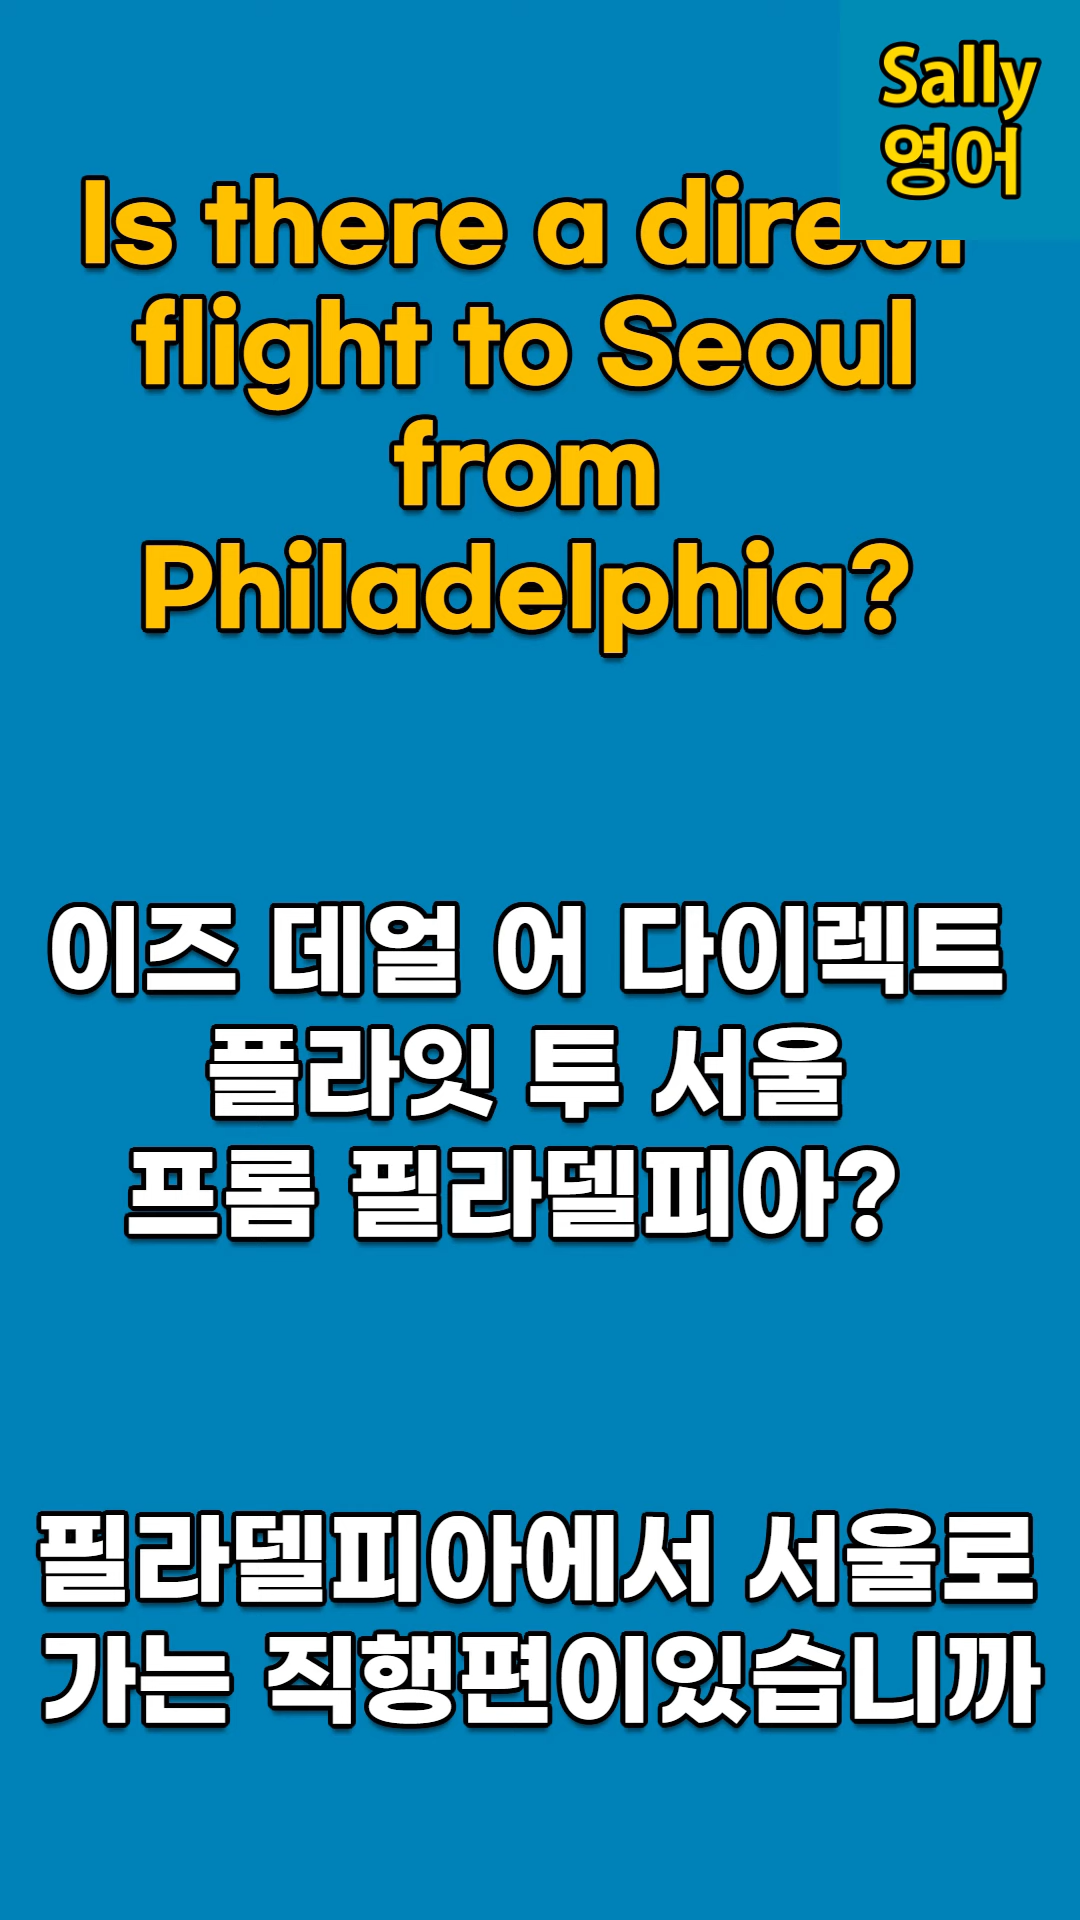 Sally
영어
Is there a direct
flight to Seoul
from
Philadelphia?
이즈 데얼 어 다이렉트
플라잇 투 서울
프롬 필라델피아?
필라델피아에서 서울로
가는 직행편이있습니까